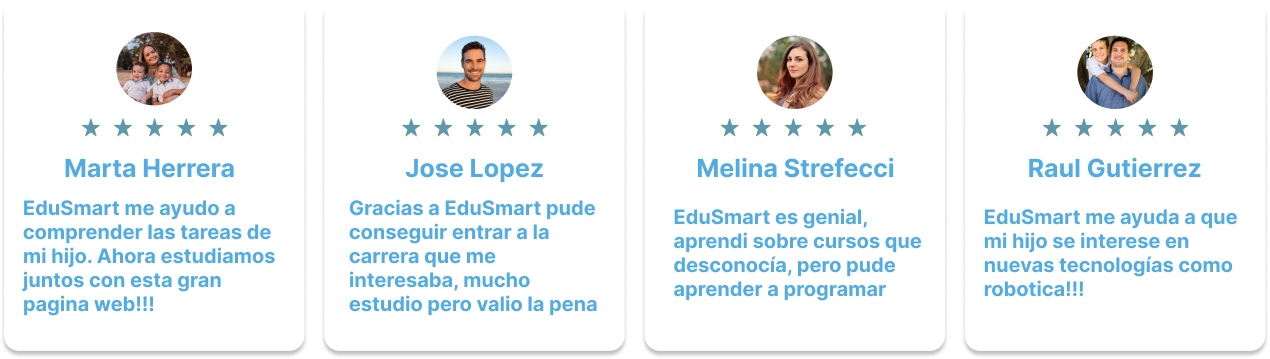 Marta Herrera
EduSmart me ayudo a
comprender las tareas de
mi hijo. Ahora estudiamos
juntos con esta gran
pagina web!!!
Jose Lopez
Gracias a EduSmart pude
conseguir entrar a la
carrera que me
interesaba, mucho
estudio pero valio la pena
Melina Strefecci
EduSmart es genial,
aprendi sobre cursos que
desconocía, pero pude
aprender a programar
Raul Gutierrez
EduSmart me ayuda a que
mi hijo se interese en
nuevas tecnologías como
robotica!!!